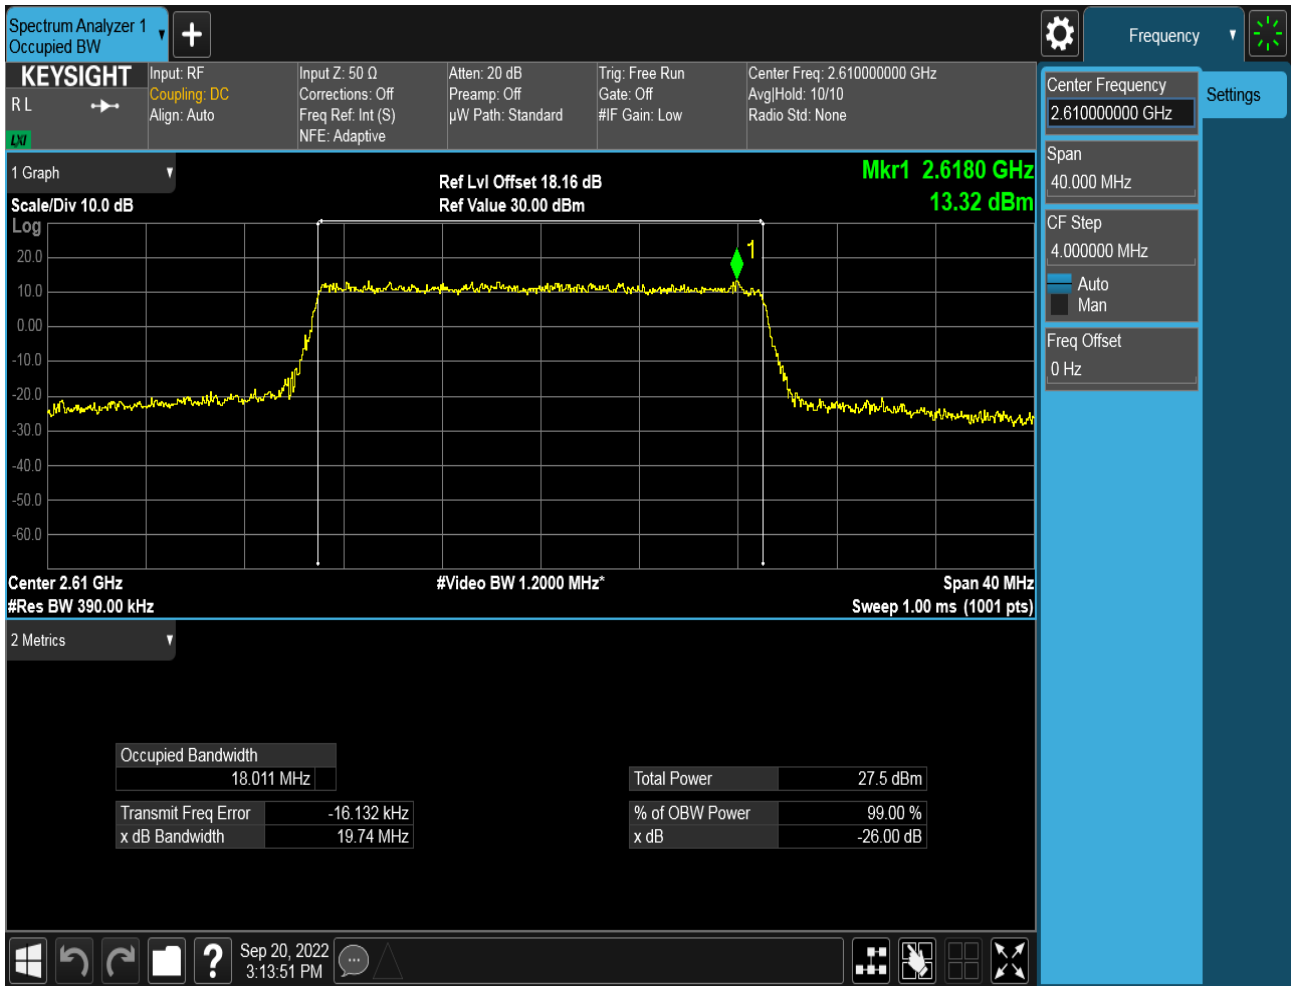 Spectrum Analyzer 1
Occupied BW
Frequency
KEYSIGHT
R L
LXI
Input: RF
Coupling: DC
Align: Auto
Input Z: 50 Ω
Corrections: Off
Freq Ref: Int (S)
NFE: Adaptive
Atten: 20 dB
Preamp: Off
µW Path: Standard
Trig: Free Run
Gate: Off
#IF Gain: Low
Center Freq: 2.610000000 GHz
Avg|Hold: 10/10
Radio Std: None
Center Frequency
2.610000000 GHz
Settings
Span
40.000 MHz
CF Step
4.000000 MHz
Auto
Man
Freq Offset
0 Hz
1 Graph
Scale/Div 10.0 dB
Ref Lvl Offset 18.16 dB
Ref Value 30.00 dBm
Mkr1 2.6180 GHz
13.32 dBm
Log
1
20.0
10.0
0.00
-10.0
-20.0
-30.0
-40.0
-50.0
-60.0
Center 2.61 GHz
#Video BW 1.2000 MHz*
Span 40 MHz
#Res BW 390.00 kHz
Sweep 1.00 ms (1001 pts)
2 Metrics
Occupied Bandwidth
18.011 MHz
Transmit Freq Error -16.132 kHz
x dB Bandwidth 19.74 MHz
Total Power 27.5 dBm
% of OBW Power 99.00 %
x dB -26.00 dB
Sep 20, 2022
3:13:51 PM